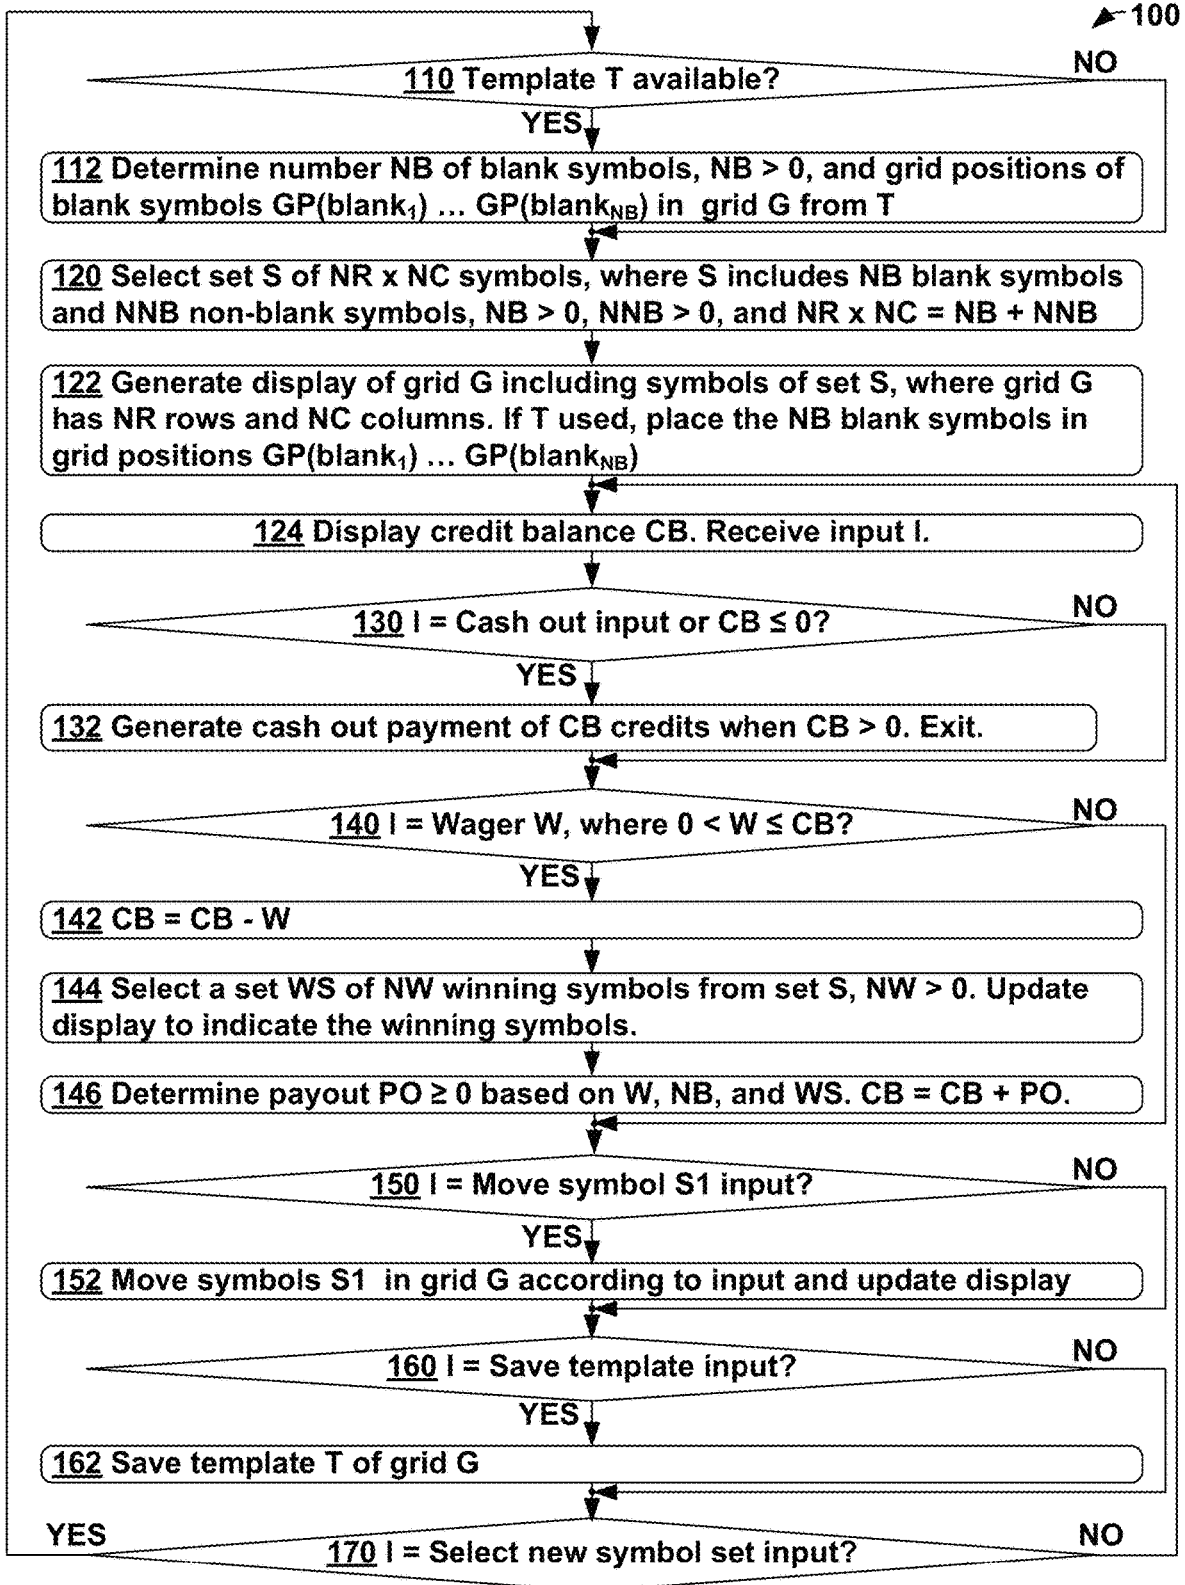 100
110 Template T available?
NO
YES
112 Determine number NB of blank symbols, NB > 0, and grid positions of
blank symbols GP(blank₁) ... GP(blank_NB) in grid G from T
120 Select set S of NR x NC symbols, where S includes NB blank symbols
and NNB non-blank symbols, NB > 0, NNB > 0, and NR x NC = NB + NNB
122 Generate display of grid G including symbols of set S, where grid G
has NR rows and NC columns. If T used, place the NB blank symbols in
grid positions GP(blank₁) ... GP(blank_NB)
124 Display credit balance CB. Receive input I.
130 I = Cash out input or CB ≤ 0?
NO
YES
132 Generate cash out payment of CB credits when CB > 0. Exit.
140 I = Wager W, where 0 < W ≤ CB?
NO
YES
142 CB = CB - W
144 Select a set WS of NW winning symbols from set S, NW > 0. Update
display to indicate the winning symbols.
146 Determine payout PO ≥ 0 based on W, NB, and WS. CB = CB + PO.
150 I = Move symbol S1 input?
NO
YES
152 Move symbols S1 in grid G according to input and update display
160 I = Save template input?
NO
YES
162 Save template T of grid G
YES
170 I = Select new symbol set input?
NO